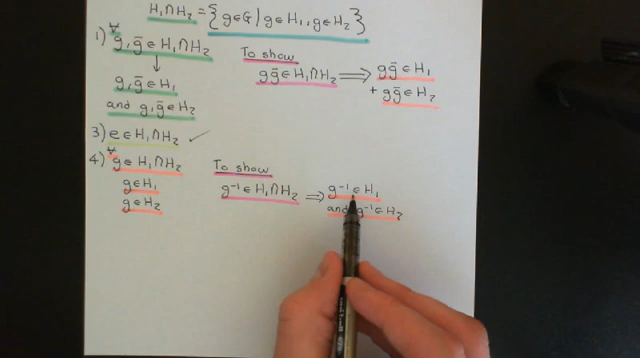 H₁∩H₂ = {g∈G | g∈H₁, g∈H₂}
1) ∀ g, ḡ ∈ H₁∩H₂
↓
g, ḡ ∈ H₁
and g, ḡ ∈ H₂
To show
gḡ ∈ H₁∩H₂ ⟹ gḡ ∈ H₁
+ gḡ ∈ H₂
3) e ∈ H₁∩H₂ ✓
4) ∀ g ∈ H₁∩H₂
g∈H₁
g∈H₂
To show
g⁻¹ ∈ H₁∩H₂ ⇒ g⁻¹ ∈ H₁
and g⁻¹ ∈ H₂